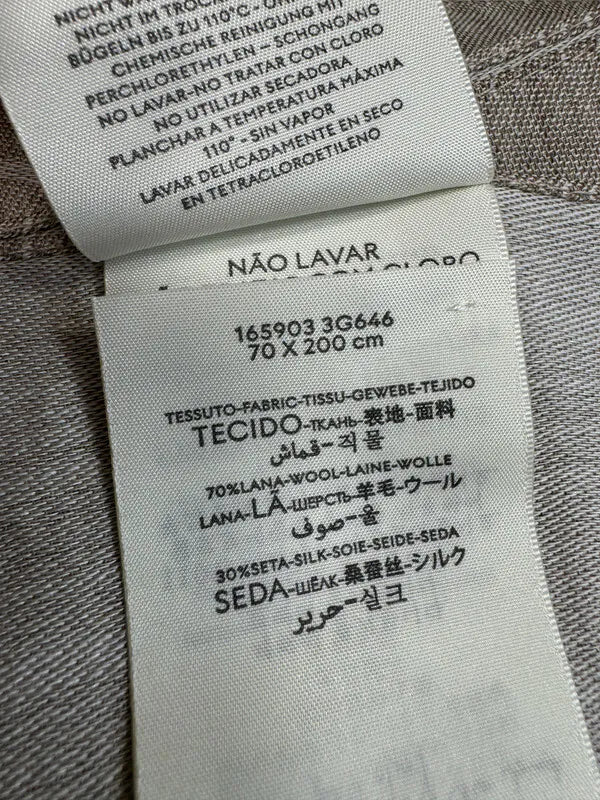 NICHT
NICHT IM TROCK
BÜGELN BIS ZU 110°C
CHEMISCHE REINIGUNG MIT
PERCHLORETHYLEN - SCHONGANG
NO LAVAR-NO TRATAR CON CLORO
NO UTILIZAR SECADORA
PLANCHAR A TEMPERATURA MÁXIMA
110° - SIN VAPOR
LAVAR DELICADAMENTE EN SECO
EN TETRACLOROETILENO
NÃO LAVAR
165903 3G646
70 X 200 cm
TESSUTO-FABRIC-TISSU-GEWEBE-TEJIDO
TECIDO-ТКАНЬ-表地-面料
قماش-직물
70%LANA-WOOL-LAINE-WOLLE
LANA-LÃ-ШЕРСТЬ-羊毛-ウール
صوف-울
30%SETA-SILK-SOIE-SEIDE-SEDA
SEDA-ШЁЛК-桑蚕丝-シルク
حرير-실크